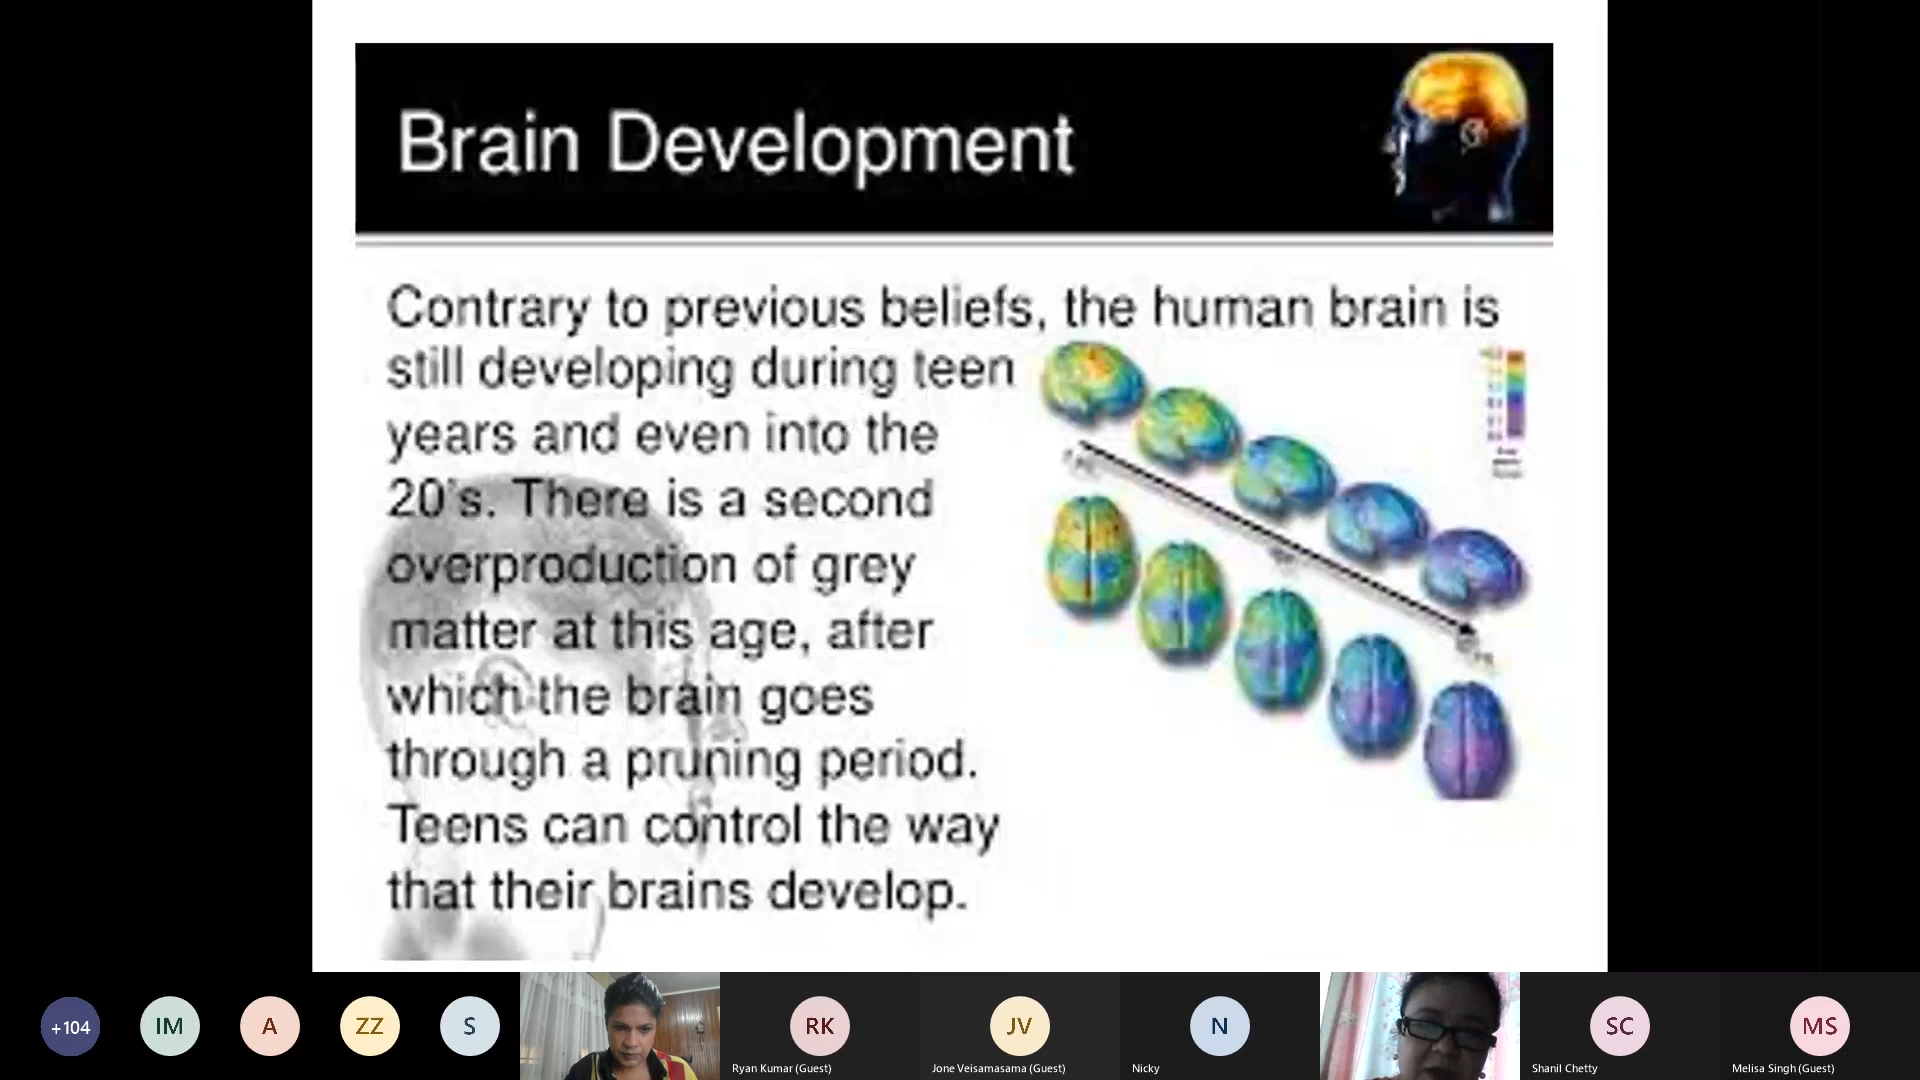 Brain Development
Contrary to previous beliefs, the human brain is
still developing during teen
years and even into the
20's. There is a second
overproduction of grey
matter at this age, after
which the brain goes
through a pruning period.
Teens can control the way
that their brains develop.
+104
IM
A
ZZ
S
RK
JV
N
SC
MS
Ryan Kumar (Guest)
Jone Veisamasama (Guest)
Nicky
Shanil Chetty
Melisa Singh (Guest)